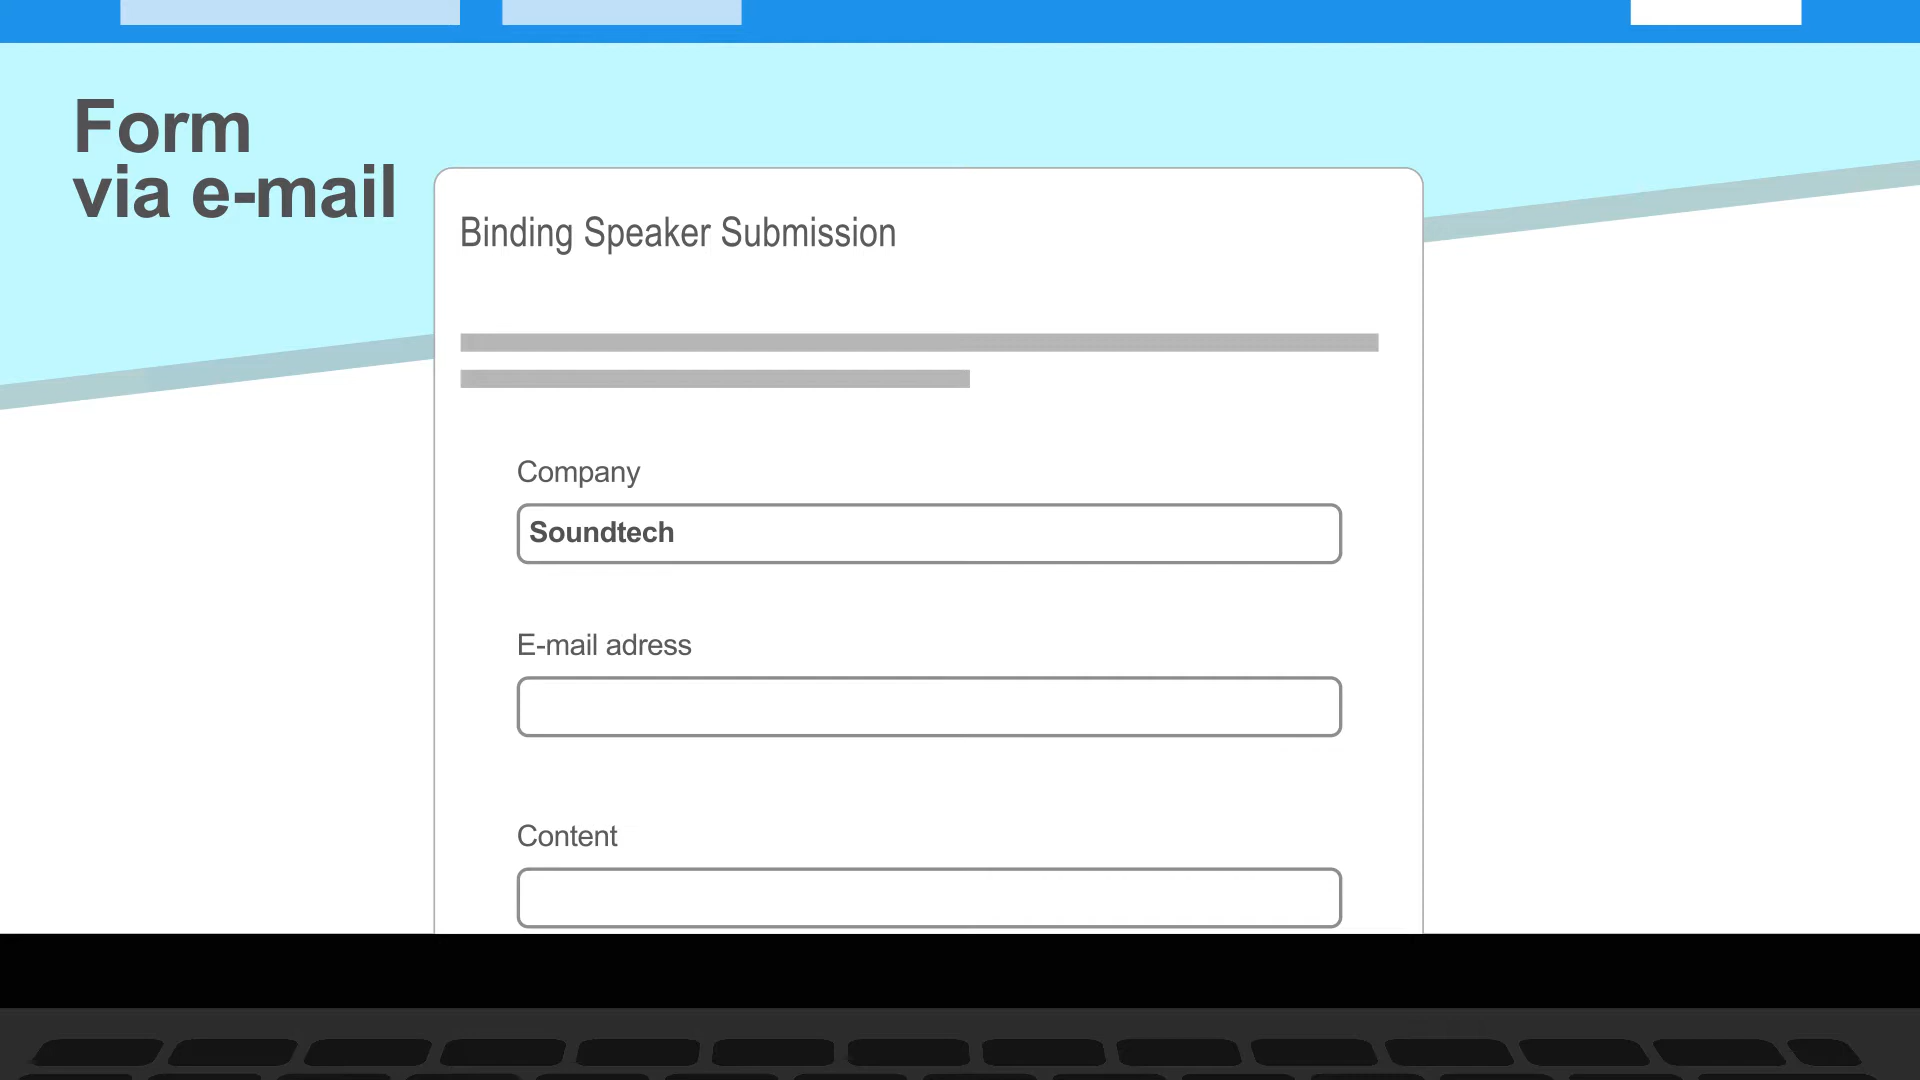 Form
via e-mail
Binding Speaker Submission
Company
Soundtech
E-mail adress
Content